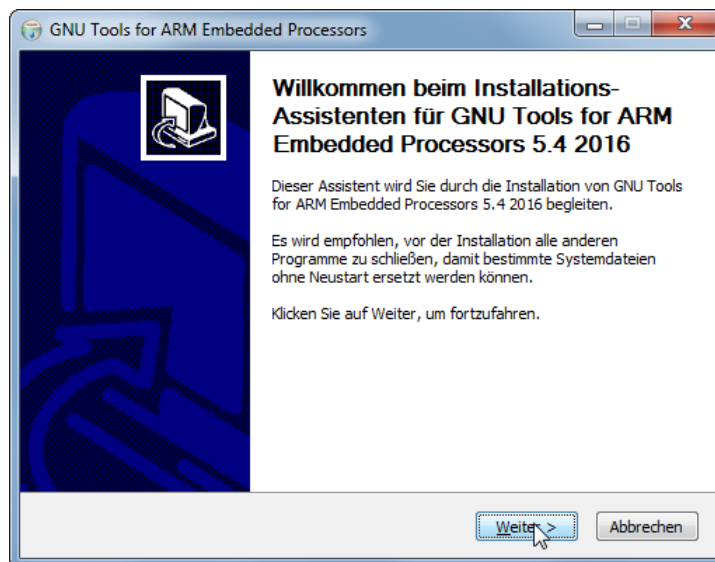 GNU Tools for ARM Embedded Processors
Willkommen beim Installations-
Assistenten für GNU Tools for ARM
Embedded Processors 5.4 2016
Dieser Assistent wird Sie durch die Installation von GNU Tools
for ARM Embedded Processors 5.4 2016 begleiten.
Es wird empfohlen, vor der Installation alle anderen
Programme zu schließen, damit bestimmte Systemdateien
ohne Neustart ersetzt werden können.
Klicken Sie auf Weiter, um fortzufahren.
Weiter >
Abbrechen